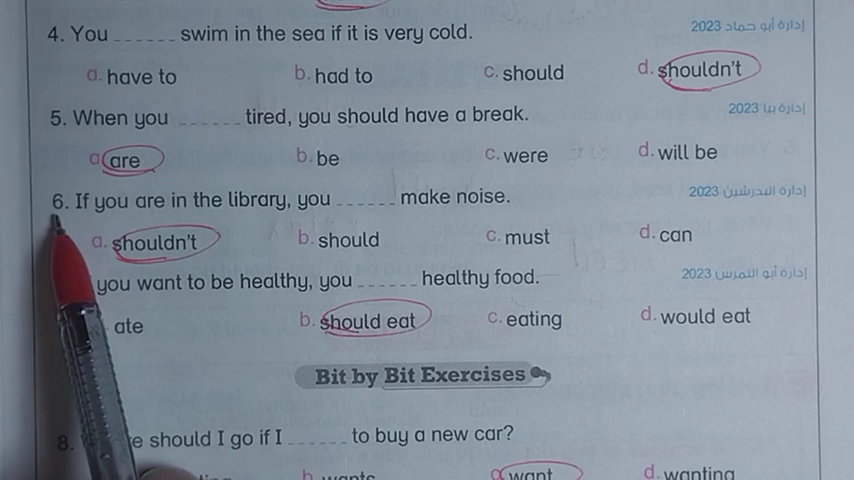 4. You ______ swim in the sea if it is very cold. إدارة أبو حماد 2023
a. have to b. had to c. should d. shouldn't
5. When you ______ tired, you should have a break. إدارة ببا 2023
a are b. be c. were d. will be
6. If you are in the library, you ______ make noise. إدارة البدرشين 2023
a. shouldn't b. should c. must d. can
you want to be healthy, you ______ healthy food. إدارة أبو النمرس 2023
ate b. should eat c. eating d. would eat
Bit by Bit Exercises
8. should I go if I ______ to buy a new car?
b. wants want d. wanting